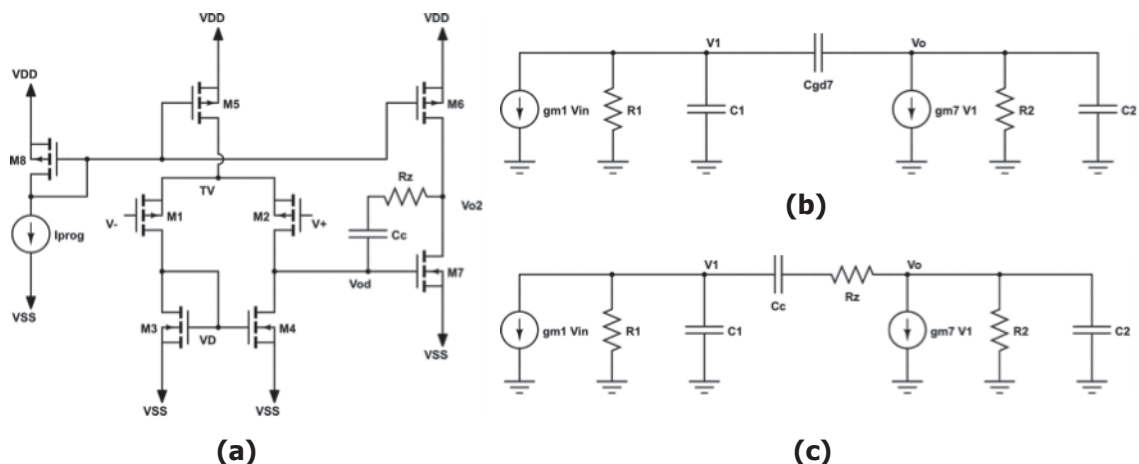 VDD
VDD
VDD
M5
M6
M8
Rz
TV
Vo2
V-
M1
M2
V+
Iprog
Cc
Vod
M7
VSS
M3
VD
M4
VSS
VSS
VSS
(a)
V1
Vo
Cgd7
gm1 Vin
R1
C1
gm7 V1
R2
C2
(b)
V1
Vo
Cc
Rz
gm1 Vin
R1
C1
gm7 V1
R2
C2
(c)